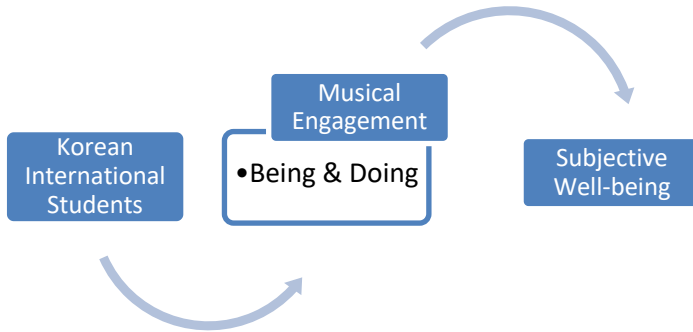 Korean
International
Students
Musical
Engagement
•Being & Doing
Subjective
Well-being